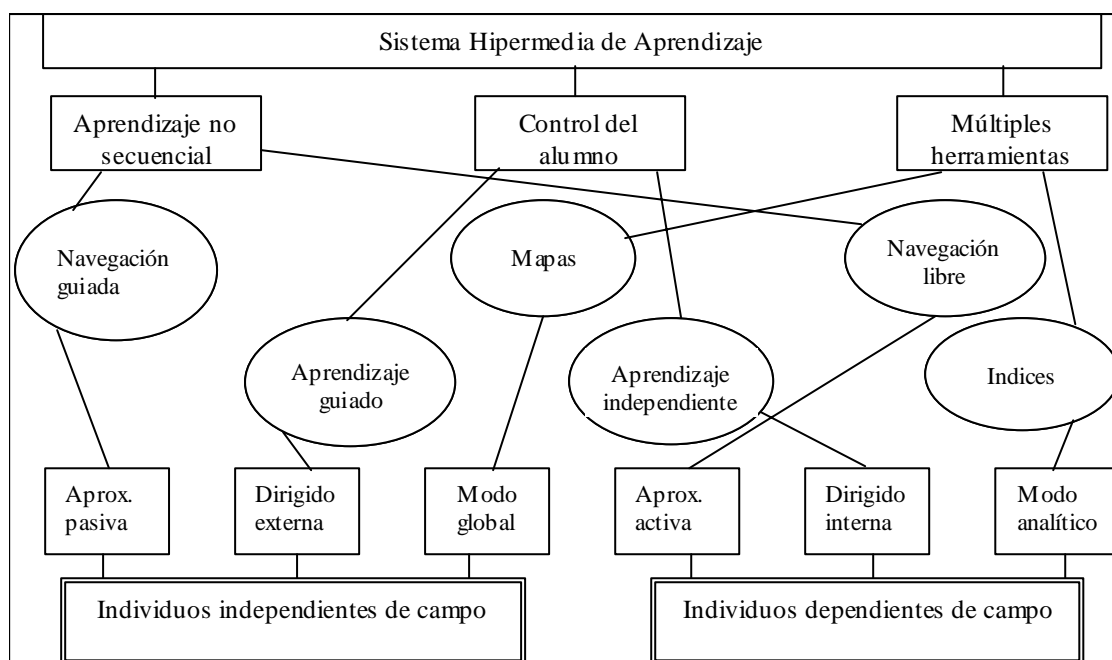 Sistema Hipermedia de Aprendizaje
Aprendizaje no
secuencial
Control del
alumno
Múltiples
herramientas
Navegación
guiada
Mapas
Navegación
libre
Aprendizaje
guiado
Aprendizaje
independiente
Indices
Aprox.
pasiva
Dirigido
externa
Modo
global
Aprox.
activa
Dirigido
interna
Modo
analítico
Individuos independientes de campo
Individuos dependientes de campo